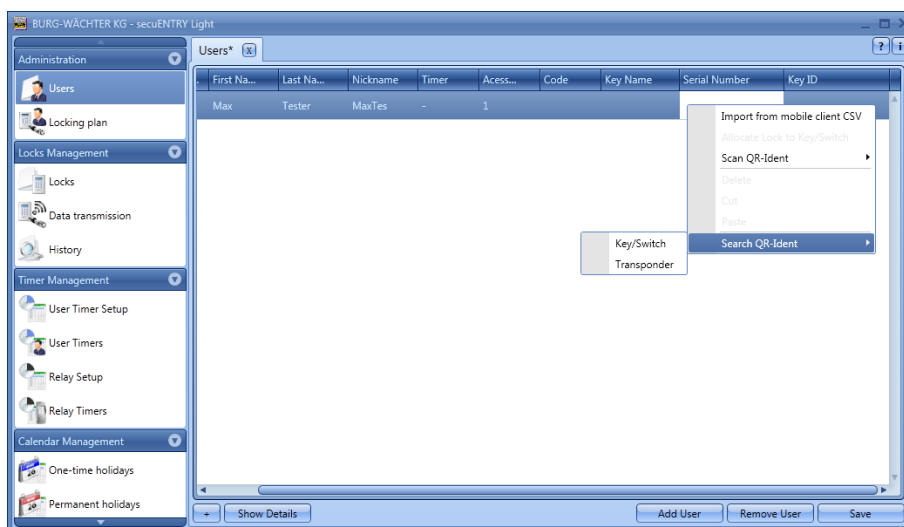 BURG-WÄCHTER KG - secuENTRY Light
Administration
Users
Locking plan
Locks Management
Locks
Data transmission
History
Timer Management
User Timer Setup
User Timers
Relay Setup
Relay Timers
Calendar Management
One-time holidays
Permanent holidays
Users* x
? i
. First Na... Last Na... Nickname Timer Acess... Code Key Name Serial Number Key ID
Max Tester MaxTes - 1
Import from mobile client CSV
Allocate Lock to Key/Switch
Scan QR-Ident
Delete
Cut
Paste
Search QR-Ident
Key/Switch
Transponder
+ Show Details Add User Remove User Save